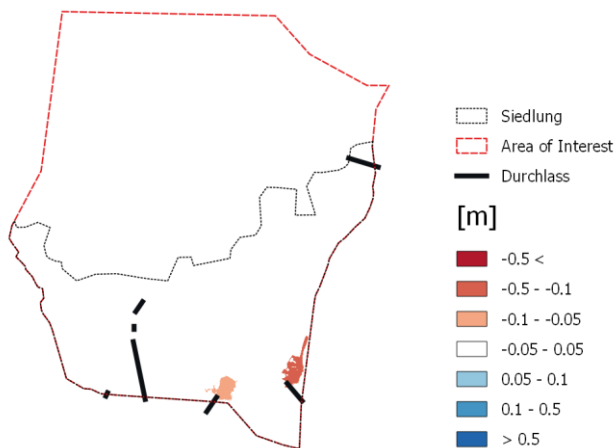 Siedlung
Area of Interest
Durchlass
[m]
-0.5 <
-0.5 - -0.1
-0.1 - -0.05
-0.05 - 0.05
0.05 - 0.1
0.1 - 0.5
> 0.5